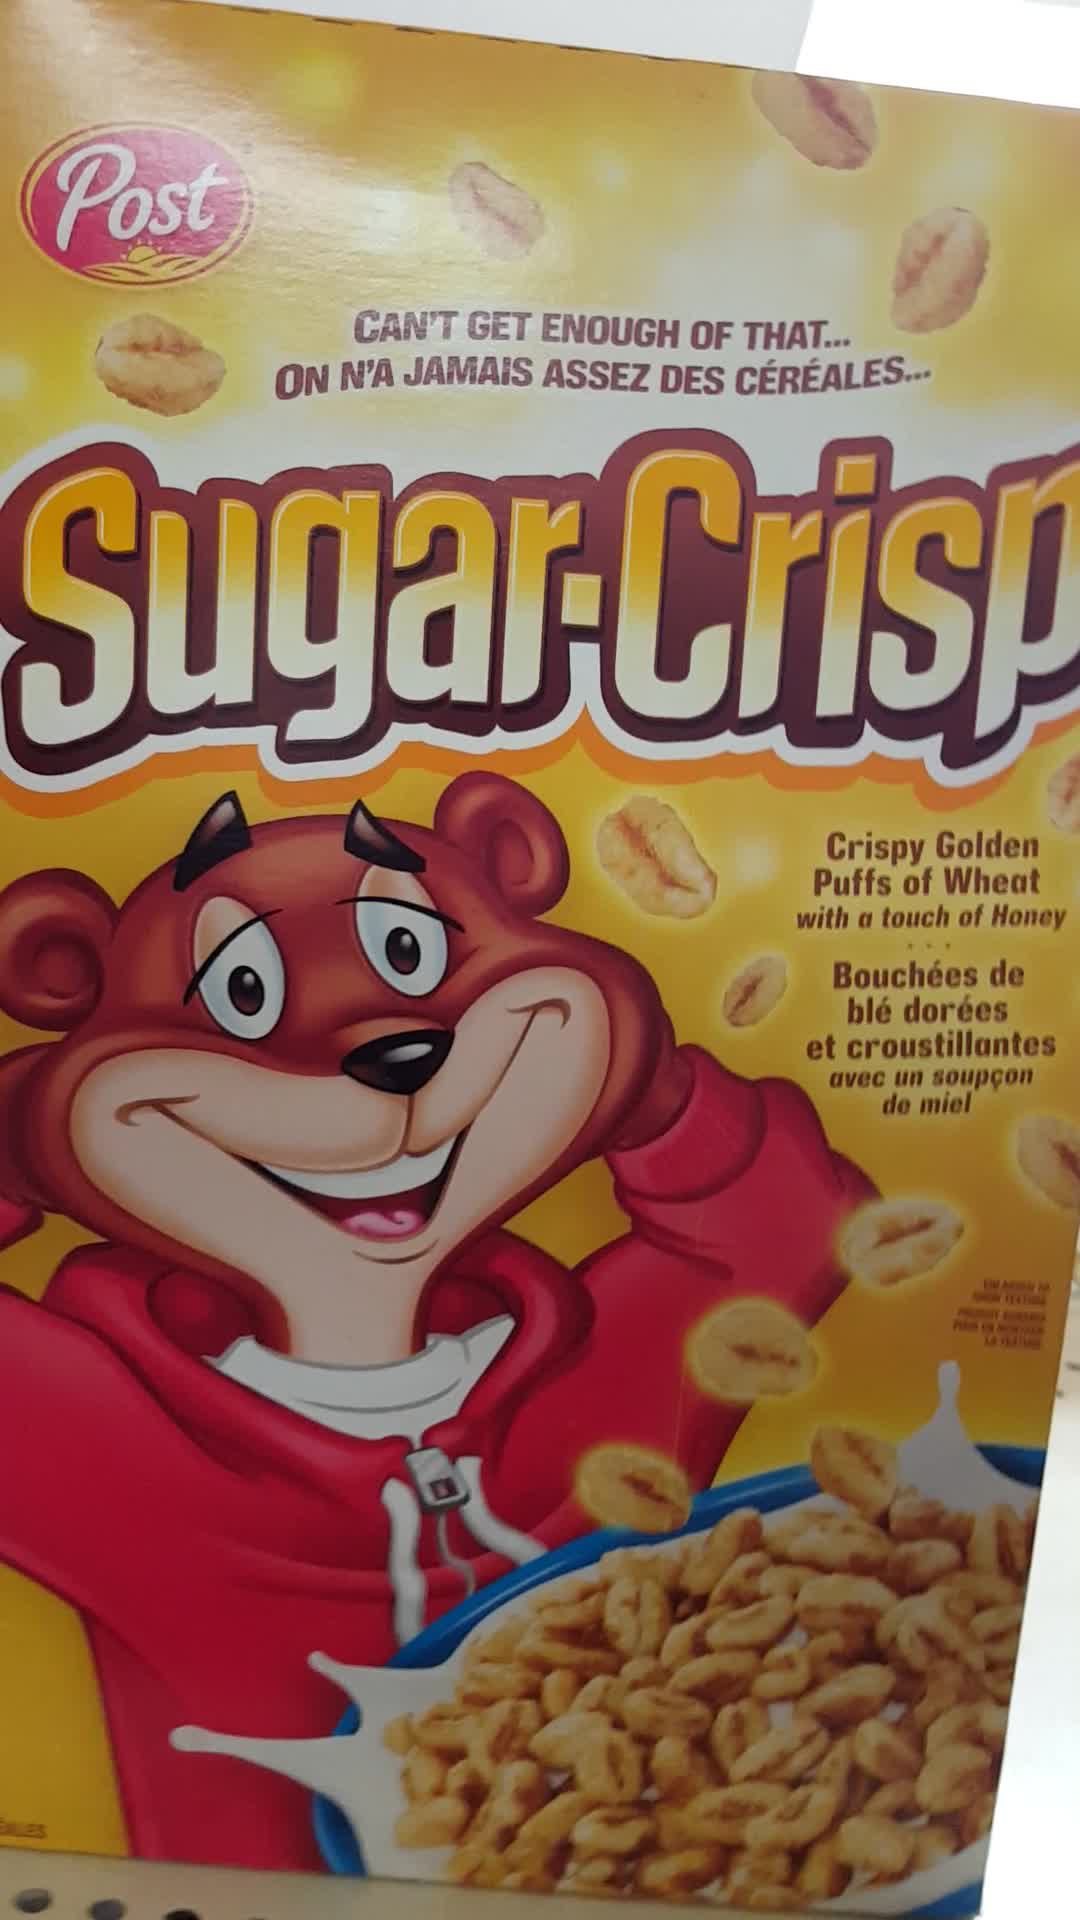 Post
CAN'T GET ENOUGH OF THAT...
ON N'A JAMAIS ASSEZ DES CÉRÉALES...
Sugar-Crisp
Crispy Golden
Puffs of Wheat
with a touch of Honey
Bouchées de
blé dorées
et croustillantes
avec un soupçon
de miel